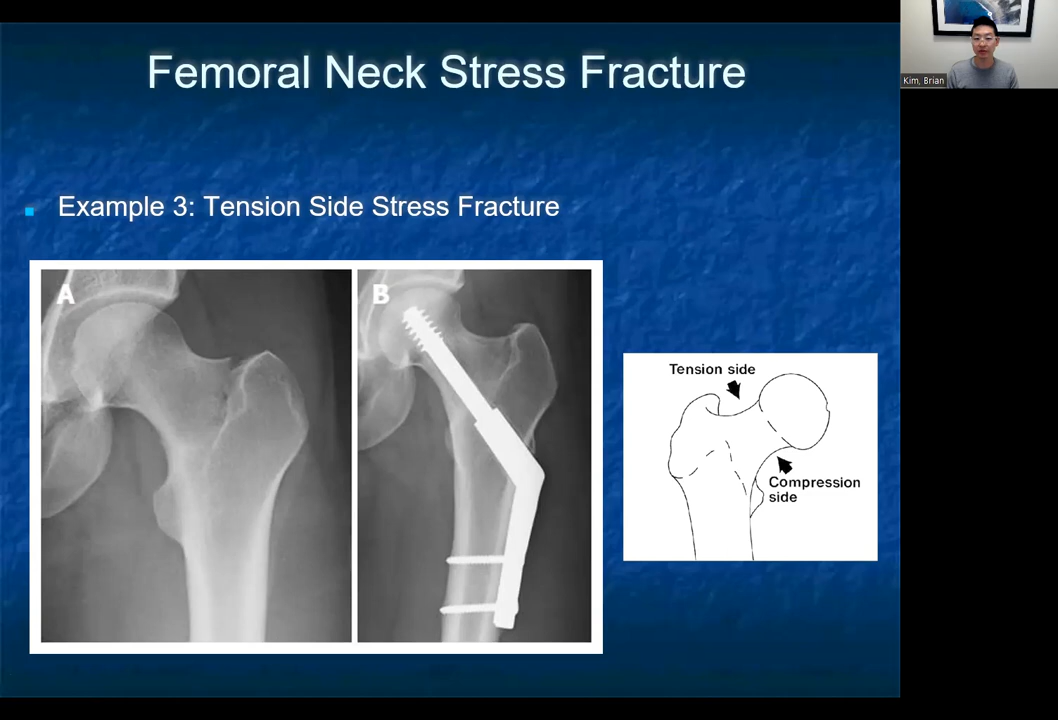 Femoral Neck Stress Fracture
Kim, Brian
Example 3: Tension Side Stress Fracture
A
B
Tension side
Compression
side